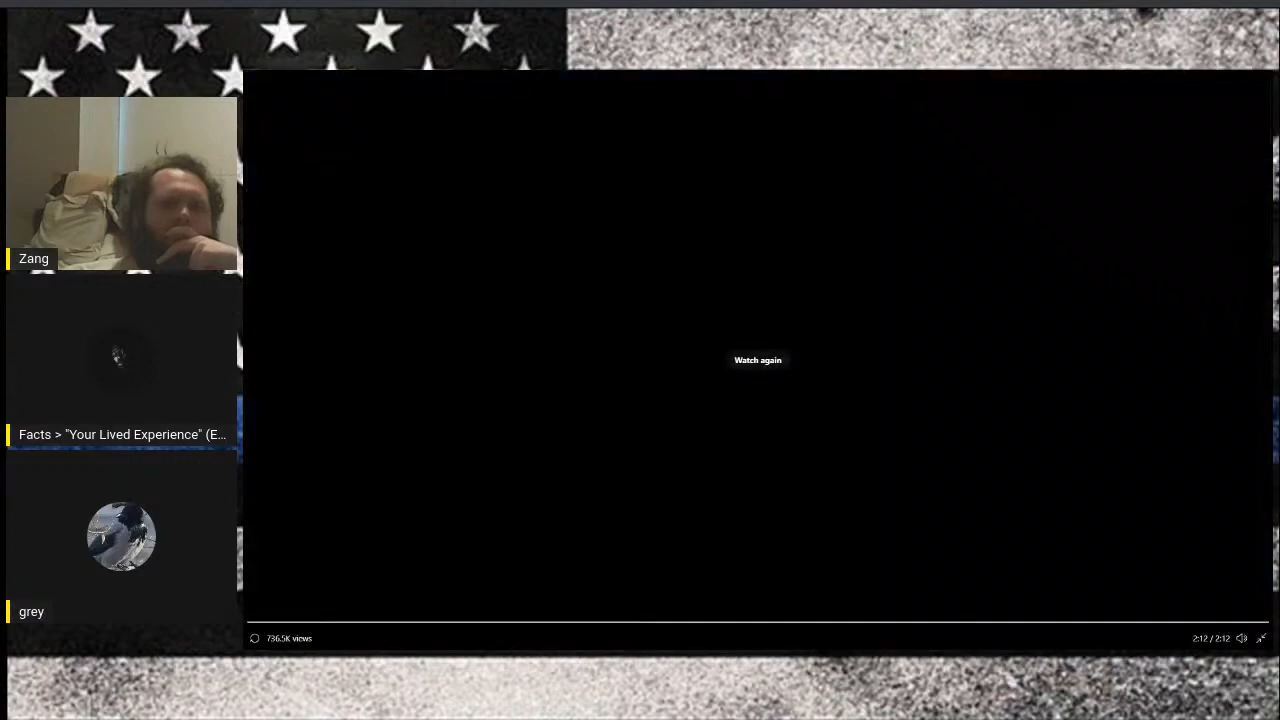 Zang
Watch again
Facts > "Your Lived Experience" (E...
grey
736.5K views
2:12 / 2:12